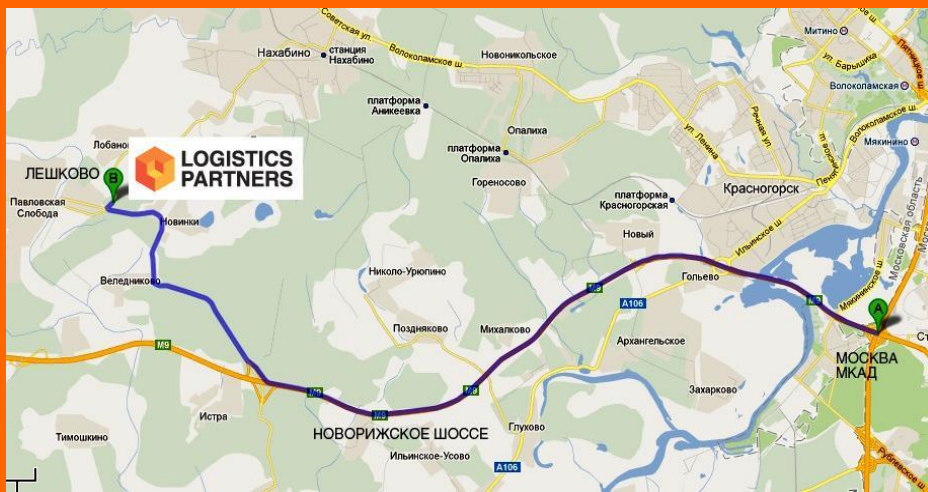 Советская ул.
Волоколамское ш.
Нахабино
станция
Нахабино
Новоникольское
Митино
ул. Барышиха
Пятницкое ш.
Волоколамская
платформа
Аникеевка
Опалиха
ул. Ленина
Речная ул.
Волоколамское ш.
Мякинино
платформа
Опалиха
Гореносово
LOGISTICS
PARTNERS
ЛЕШКОВО
B
Павловская
Слобода
Новинки
Красногорск
платформа
Красногорская
Новый
Ильинское ш.
Московская область
Николо-Урюпино
Гольево
Мякининское ш.
Веледниково
M9
A106
M9
A
Поздняково
Михалково
Архангельское
M9
МОСКВА
МКАД
Захарково
M9
M9
M9
Истра
НОВОРИЖСКОЕ ШОССЕ
Глухово
Тимошкино
Ильинское-Усово
A106
Рублевское ш.